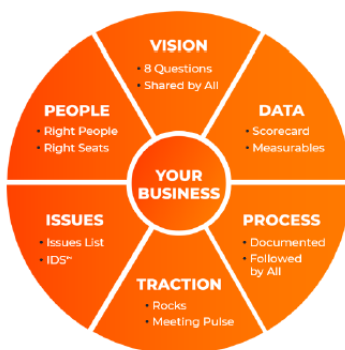 VISION
• 8 Questions
• Shared by All
DATA
• Scorecard
• Measurables
PROCESS
• Documented
• Followed
by All
TRACTION
• Rocks
• Meeting Pulse
ISSUES
• Issues List
• IDS™
PEOPLE
• Right People
• Right Seats
YOUR
BUSINESS